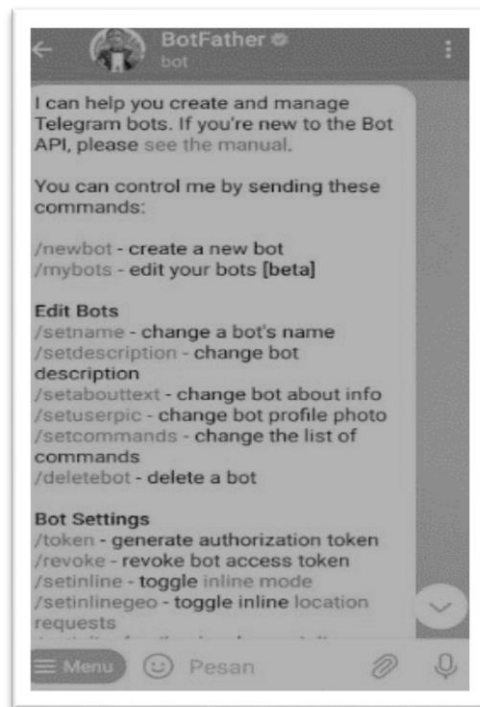 BotFather
bot
I can help you create and manage
Telegram bots. If you're new to the Bot
API, please see the manual.
You can control me by sending these
commands:
/newbot - create a new bot
/mybots - edit your bots [beta]
Edit Bots
/setname - change a bot's name
/setdescription - change bot
description
/setabouttext - change bot about info
/setuserpic - change bot profile photo
/setcommands - change the list of
commands
/deletebot - delete a bot
Bot Settings
/token - generate authorization token
/revoke - revoke bot access token
/setinline - toggle inline mode
/setinlinegeo - toggle inline location
requests
Menu
Pesan